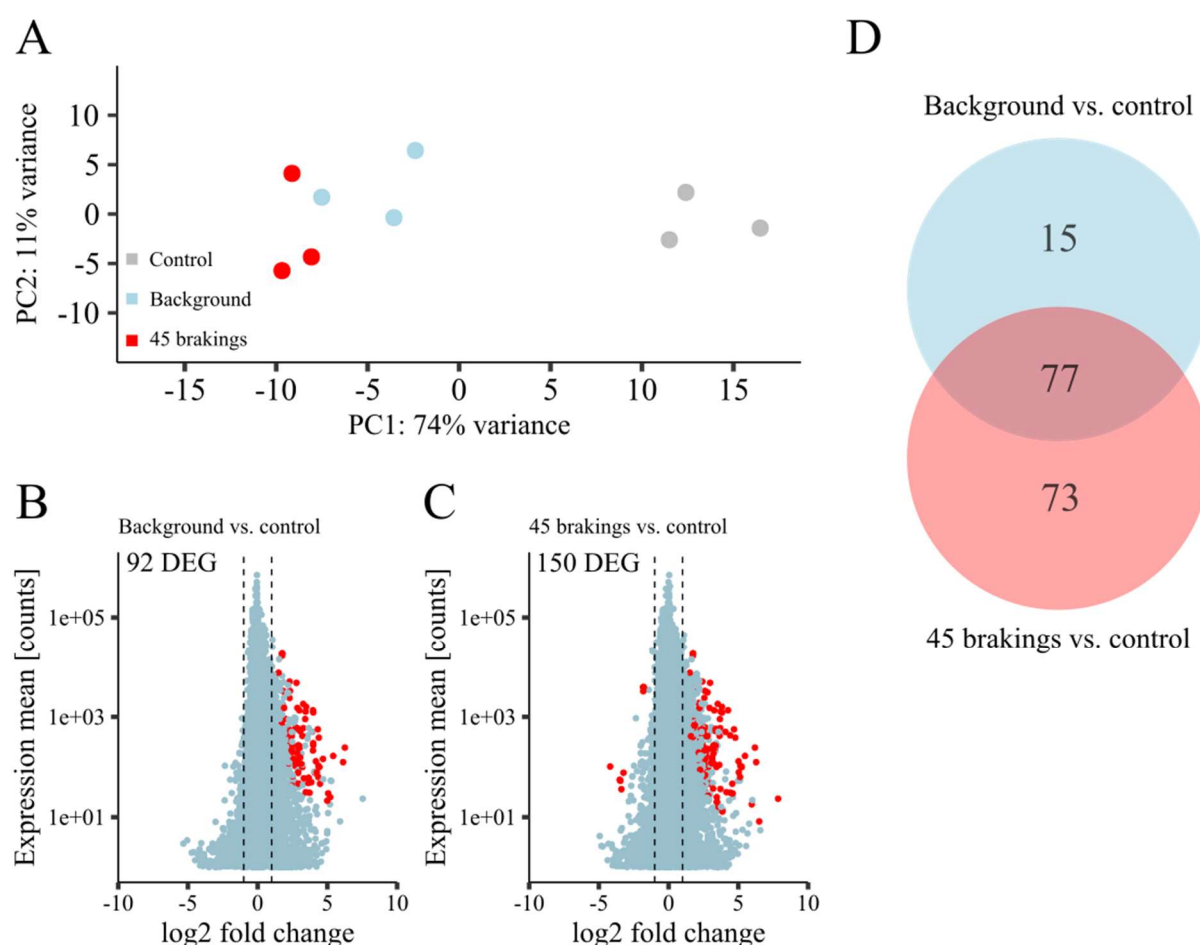 A
PC2: 11% variance
10
5
0
-5
-10
Control
Background
45 brakings
-15
-10
-5
0
5
10
15
PC1: 74% variance
B
Background vs. control
92 DEG
Expression mean [counts]
1e+05
1e+03
1e+01
-10
-5
0
5
10
log2 fold change
C
45 brakings vs. control
150 DEG
Expression mean [counts]
1e+05
1e+03
1e+01
-10
-5
0
5
10
log2 fold change
D
Background vs. control
15
77
73
45 brakings vs. control